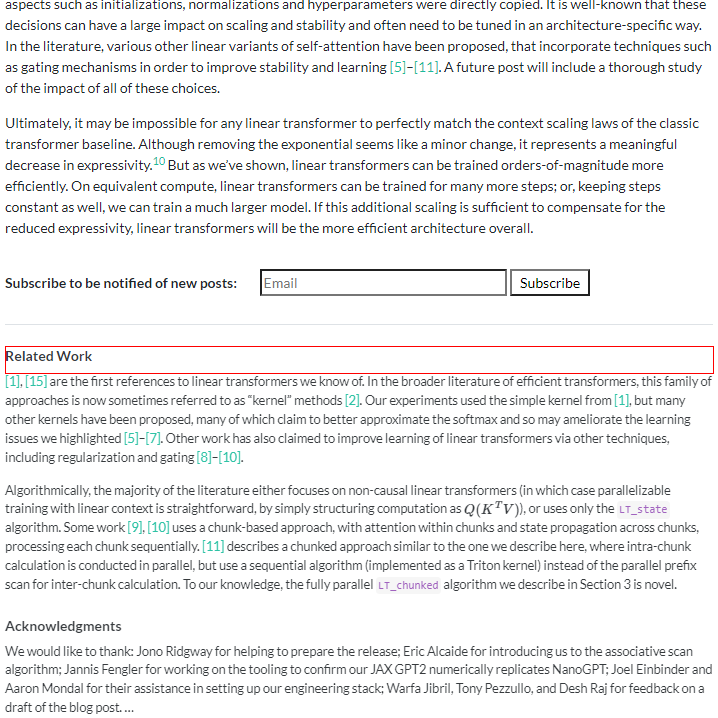 aspects such as initializations, normalizations and hyperparameters were directly copied. It is well-known that these
decisions can have a large impact on scaling and stability and often need to be tuned in an architecture-specific way.
In the literature, various other linear variants of self-attention have been proposed, that incorporate techniques such
as gating mechanisms in order to improve stability and learning [5]–[11]. A future post will include a thorough study
of the impact of all of these choices.
Ultimately, it may be impossible for any linear transformer to perfectly match the context scaling laws of the classic
transformer baseline. Although removing the exponential seems like a minor change, it represents a meaningful
decrease in expressivity.10 But as we've shown, linear transformers can be trained orders-of-magnitude more
efficiently. On equivalent compute, linear transformers can be trained for many more steps; or, keeping steps
constant as well, we can train a much larger model. If this additional scaling is sufficient to compensate for the
reduced expressivity, linear transformers will be the more efficient architecture overall.
Subscribe to be notified of new posts: Email Subscribe
Related Work
[1], [15] are the first references to linear transformers we know of. In the broader literature of efficient transformers, this family of
approaches is now sometimes referred to as "kernel" methods [2]. Our experiments used the simple kernel from [1], but many
other kernels have been proposed, many of which claim to better approximate the softmax and so may ameliorate the learning
issues we highlighted [5]–[7]. Other work has also claimed to improve learning of linear transformers via other techniques,
including regularization and gating [8]–[10].
Algorithmically, the majority of the literature either focuses on non-causal linear transformers (in which case parallelizable
training with linear context is straightforward, by simply structuring computation as Q(K^T V)), or uses only the LT_state
algorithm. Some work [9], [10] uses a chunk-based approach, with attention within chunks and state propagation across chunks,
processing each chunk sequentially. [11] describes a chunked approach similar to the one we describe here, where intra-chunk
calculation is conducted in parallel, but use a sequential algorithm (implemented as a Triton kernel) instead of the parallel prefix
scan for inter-chunk calculation. To our knowledge, the fully parallel LT_chunked algorithm we describe in Section 3 is novel.
Acknowledgments
We would like to thank: Jono Ridgway for helping to prepare the release; Eric Alcaide for introducing us to the associative scan
algorithm; Jannis Fengler for working on the tooling to confirm our JAX GPT2 numerically replicates NanoGPT; Joel Einbinder and
Aaron Mondal for their assistance in setting up our engineering stack; Warfa Jibril, Tony Pezzullo, and Desh Raj for feedback on a
draft of the blog post. ...